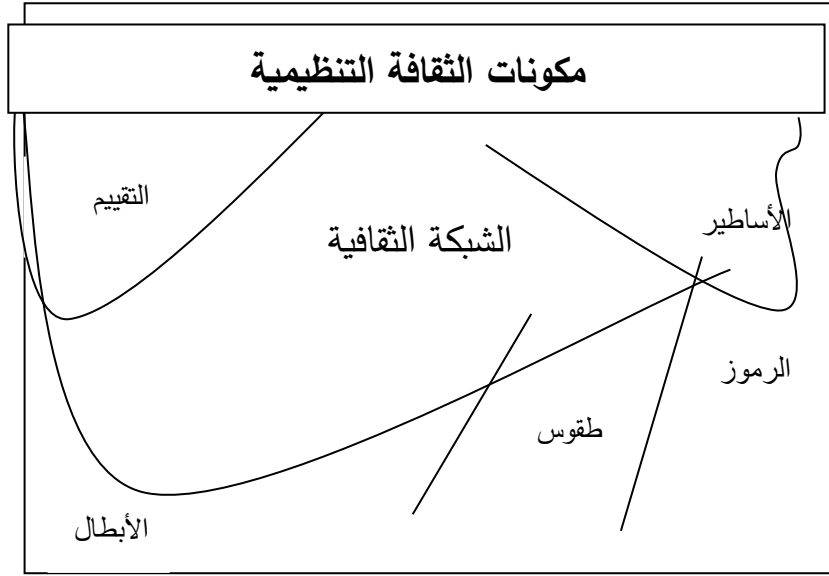 مكونات الثقافة التنظيمية
التقييم
الأساطير
الشبكة الثقافية
الرموز
طقوس
الأبطال